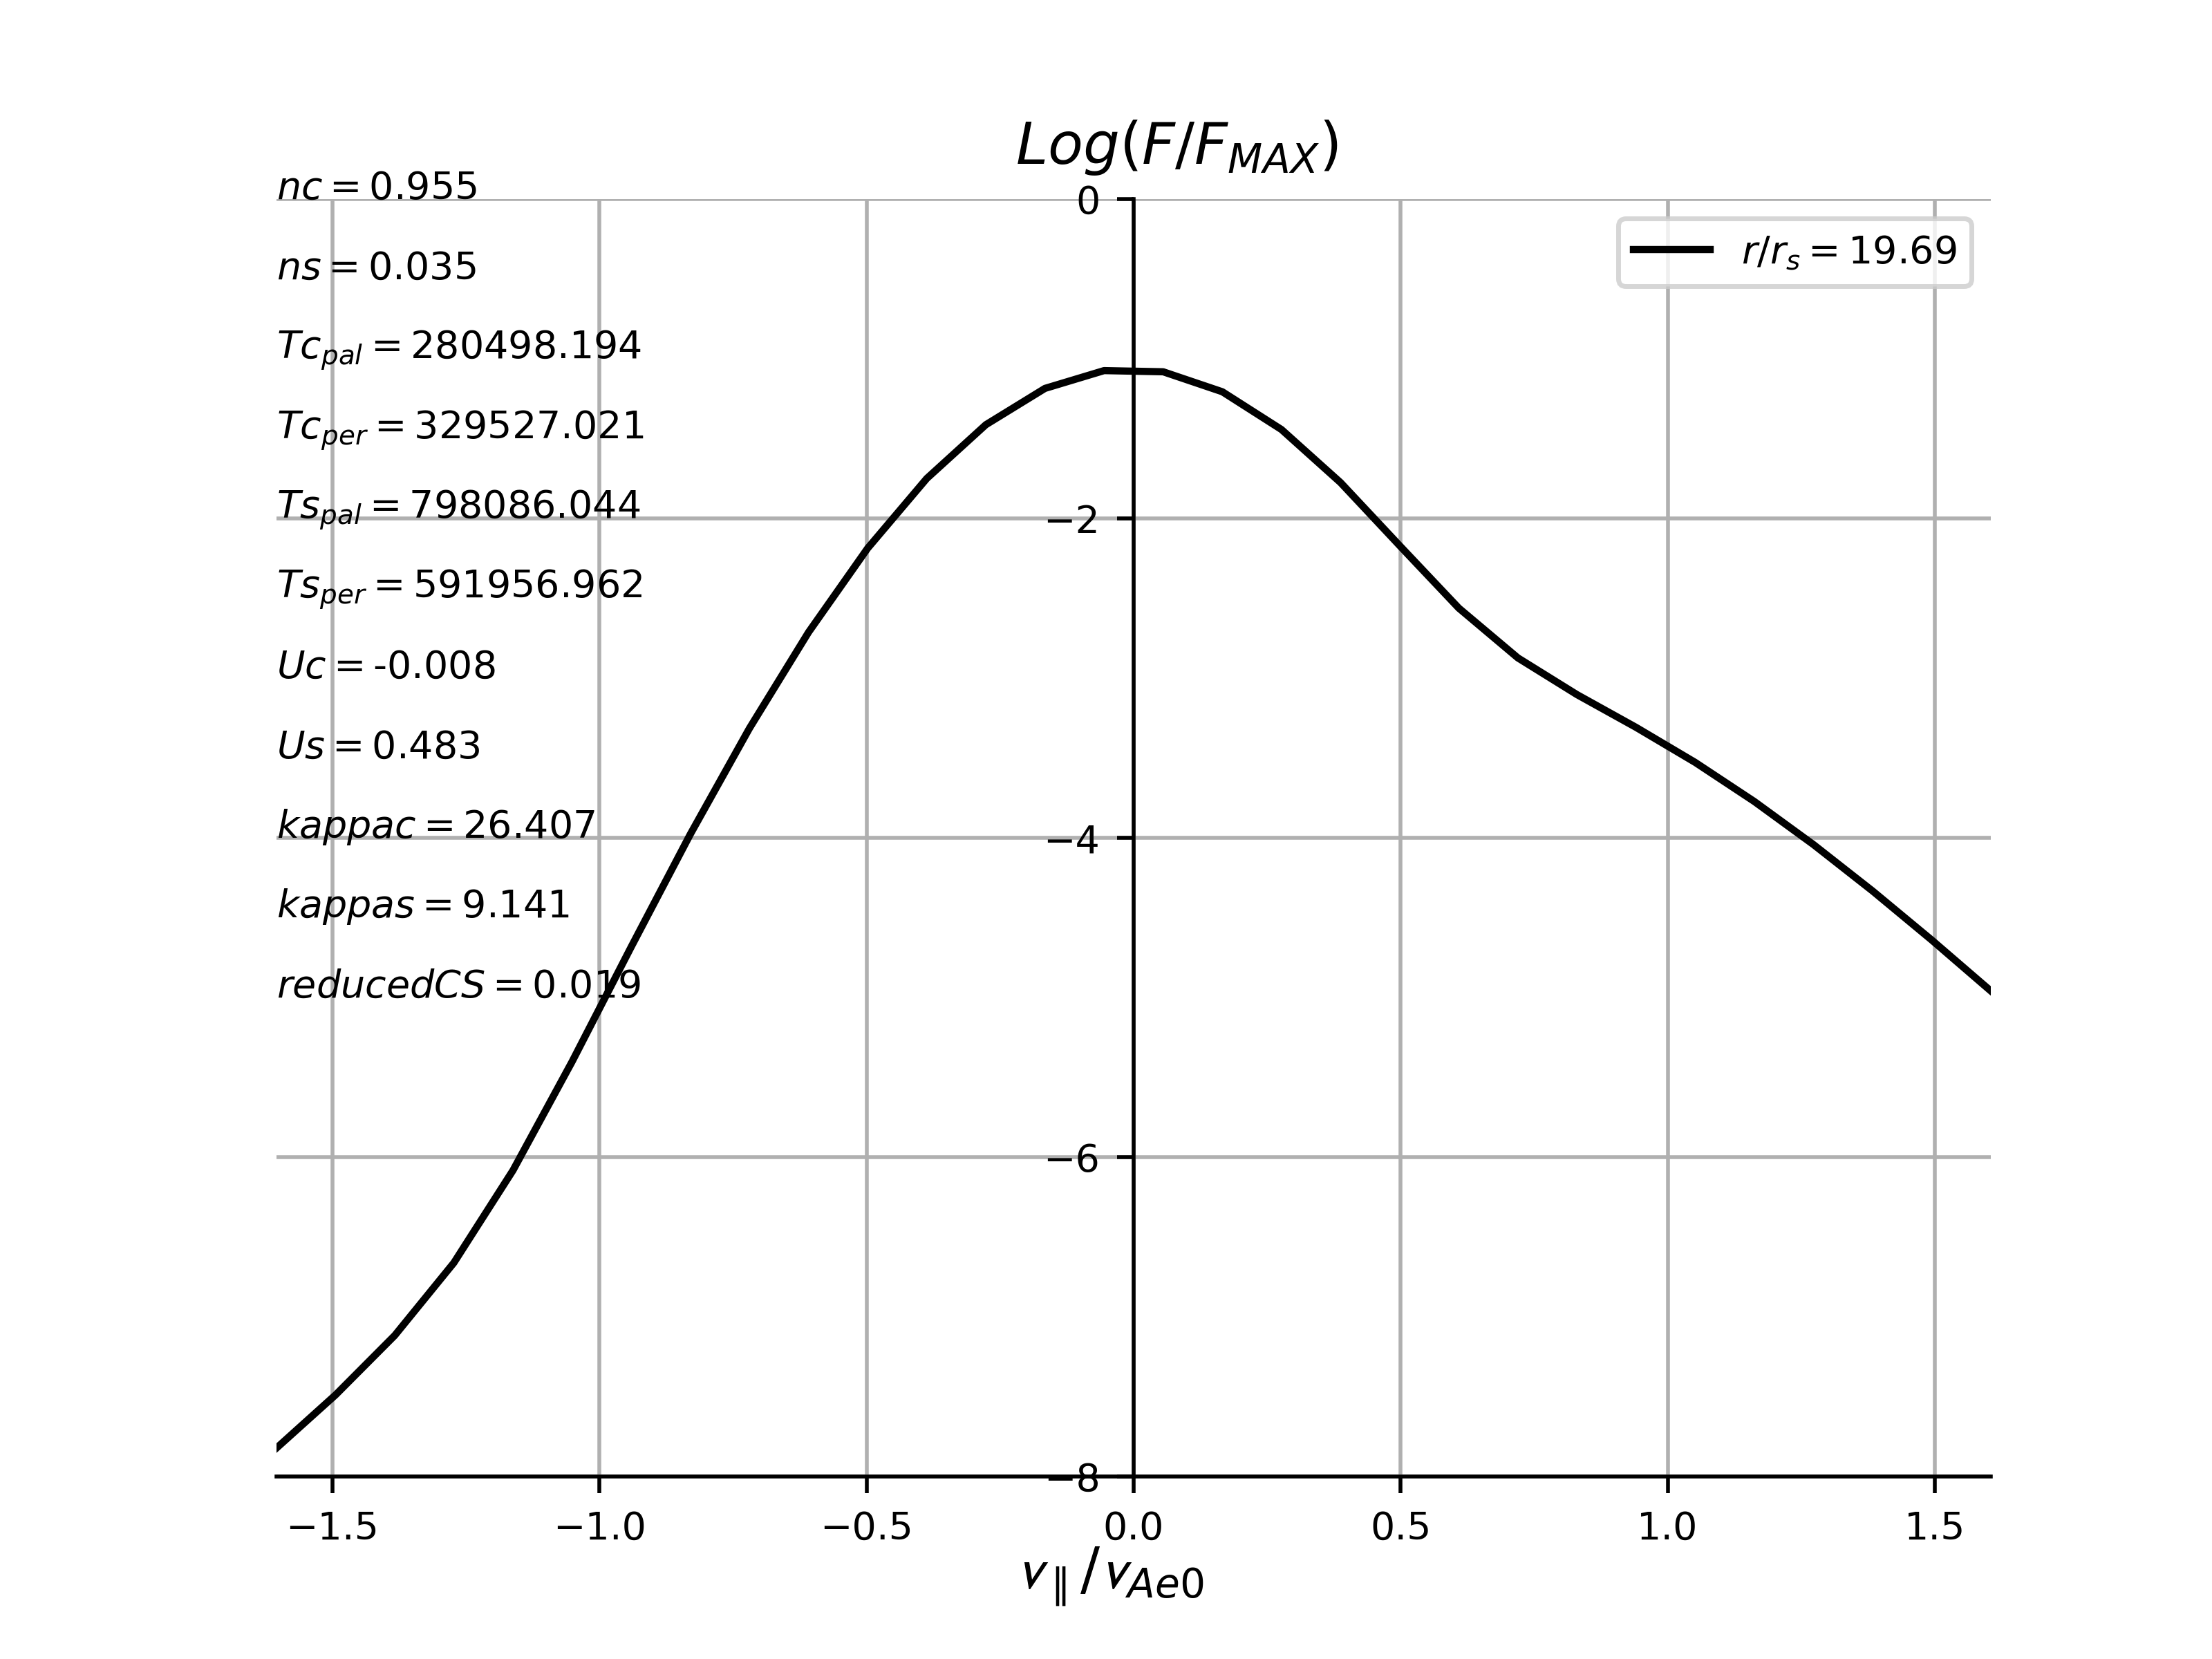 Log(F/F_MAX)
nc = 0.955
0
r/r_s = 19.69
ns = 0.035
Tc_pal = 280498.194
Tc_per = 329527.021
Ts_pal = 798086.044
−2
Ts_per = 591956.962
Uc = -0.008
Us = 0.483
kappac = 26.407
−4
kappas = 9.141
reducedCS = 0.019
−6
−8
−1.5 −1.0 −0.5 0.0 0.5 1.0 1.5
v_∥/v_Ae0